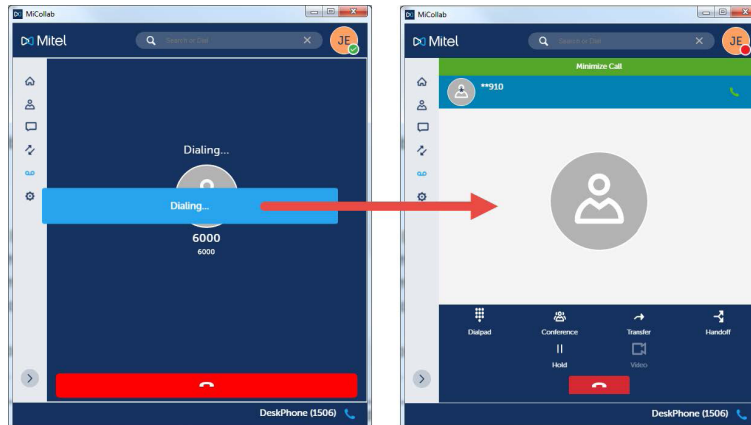 MiCollab
Mitel
Search or Dial
JE
Dialing...
Dialing...
6000
6000
DeskPhone (1506)
MiCollab
Mitel
Search or Dial
JE
Minimize Call
**910
Dialpad
Conference
Transfer
Handoff
Hold
Video
DeskPhone (1506)